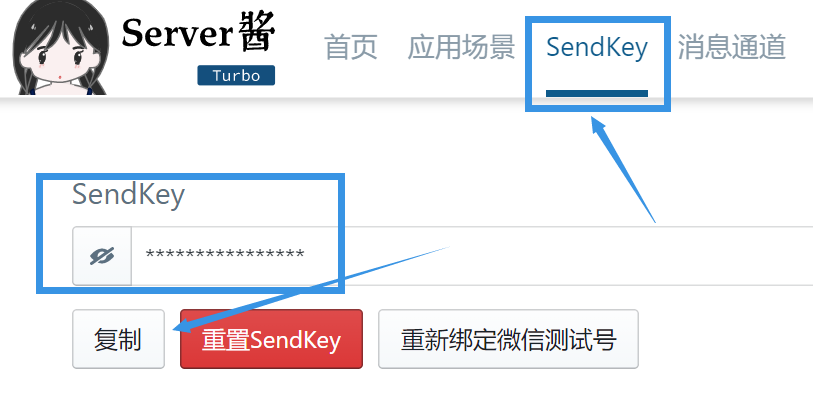 Server酱
Turbo
首页 应用场景 SendKey 消息通道
SendKey
****************
复制 重置SendKey 重新绑定微信测试号